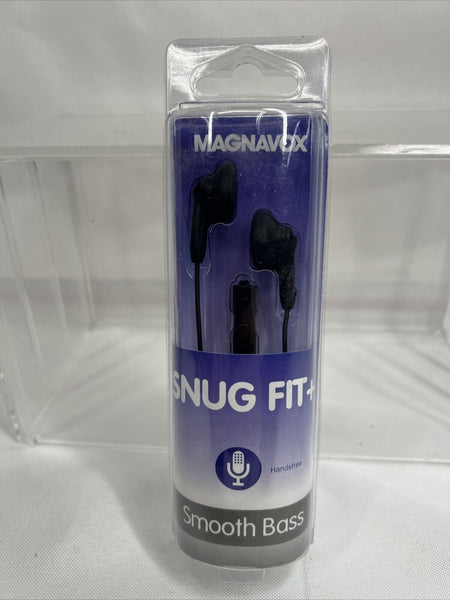 MAGNAVOX
SNUG FIT+
Handsfree
Smooth Bass